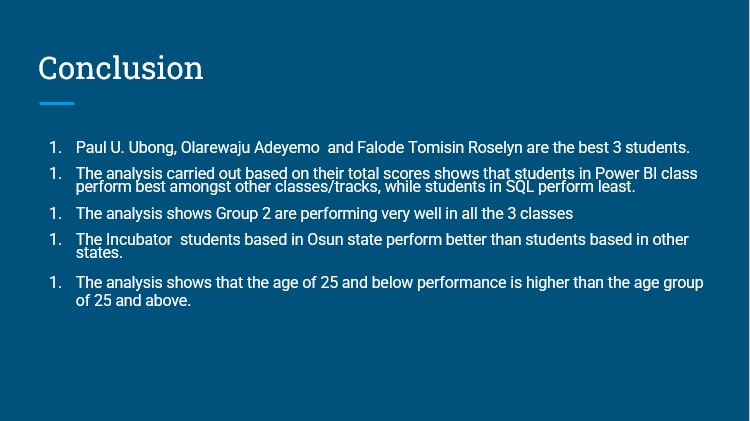 Conclusion
1. Paul U. Ubong, Olarewaju Adeyemo  and Falode Tomisin Roselyn are the best 3 students.
1. The analysis carried out based on their total scores shows that students in Power BI class
perform best amongst other classes/tracks, while students in SQL perform least.
1. The analysis shows Group 2 are performing very well in all the 3 classes
1. The Incubator  students based in Osun state perform better than students based in other
states.
1. The analysis shows that the age of 25 and below performance is higher than the age group
of 25 and above.